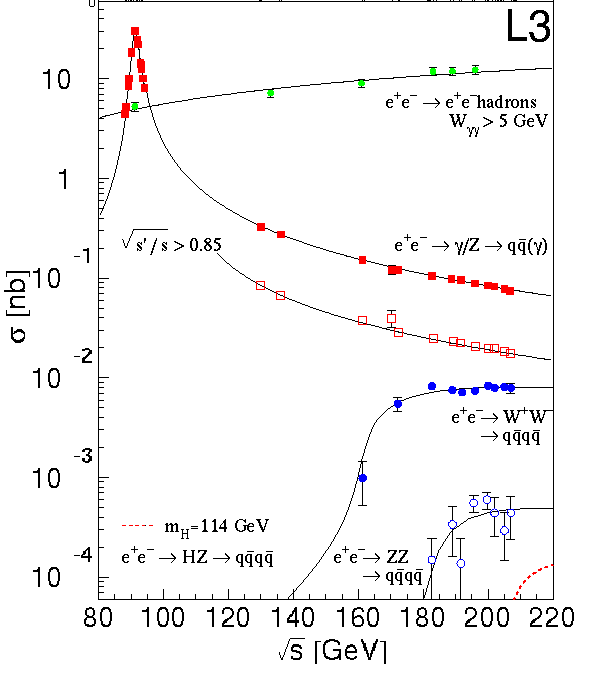 L3
10
e⁺e⁻ → e⁺e⁻hadrons
W_γγ > 5 GeV
1
√s'/s > 0.85
e⁺e⁻ → γ/Z → qq̄(γ)
10⁻¹
σ [nb]
10⁻²
e⁺e⁻ → W⁺W⁻
→ qq̄qq̄
10⁻³
m_H=114 GeV
e⁺e⁻ → HZ → qq̄qq̄
e⁺e⁻ → ZZ
→ qq̄qq̄
10⁻⁴
80 100 120 140 160 180 200 220
√s [GeV]